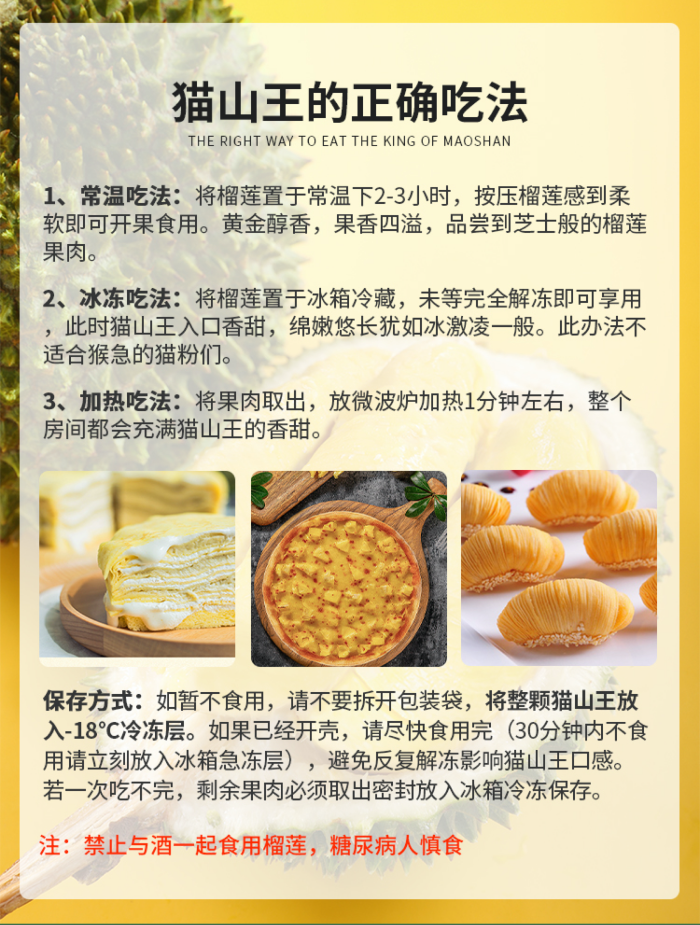 猫山王的正确吃法
THE RIGHT WAY TO EAT THE KING OF MAOSHAN
1、常温吃法：将榴莲置于常温下2-3小时，按压榴莲感到柔
软即可开果食用。黄金醇香，果香四溢，品尝到芝士般的榴莲
果肉。
2、冰冻吃法：将榴莲置于冰箱冷藏，未等完全解冻即可享用
，此时猫山王入口香甜，绵嫩悠长犹如冰激凌一般。此办法不
适合猴急的猫粉们。
3、加热吃法：将果肉取出，放微波炉加热1分钟左右，整个
房间都会充满猫山王的香甜。
保存方式：如暂不食用，请不要拆开包装袋，将整颗猫山王放
入-18°C冷冻层。如果已经开壳，请尽快食用完（30分钟内不食
用请立刻放入冰箱急冻层），避免反复解冻影响猫山王口感。
若一次吃不完，剩余果肉必须取出密封放入冰箱冷冻保存。
注：禁止与酒一起食用榴莲，糖尿病人慎食